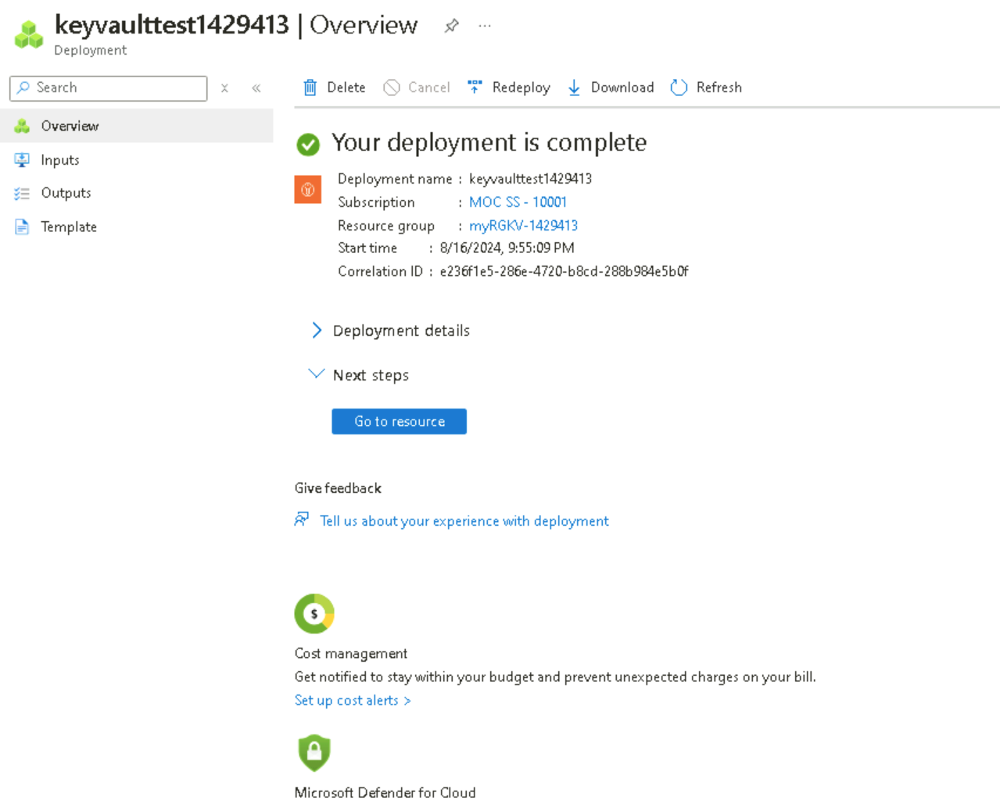 keyvaulttest1429413 | Overview ...
Deployment
Search
Overview
Inputs
Outputs
Template
Delete Cancel Redeploy Download Refresh
Your deployment is complete
Deployment name : keyvaulttest1429413
Subscription : MOC SS - 10001
Resource group : myRGKV-1429413
Start time : 8/16/2024, 9:55:09 PM
Correlation ID : e236f1e5-286e-4720-b8cd-288b984e5b0f
Deployment details
Next steps
Go to resource
Give feedback
Tell us about your experience with deployment
$
Cost management
Get notified to stay within your budget and prevent unexpected charges on your bill.
Set up cost alerts >
Microsoft Defender for Cloud